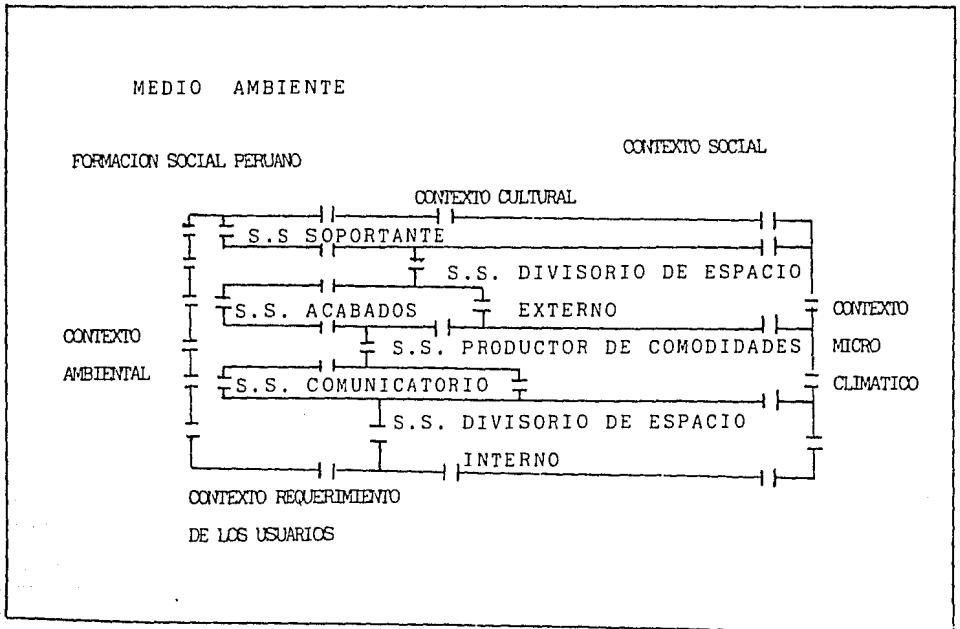 MEDIO AMBIENTE
FORMACION SOCIAL PERUANO
CONTEXTO SOCIAL
CONTEXTO CULTURAL
S.S SOPORTANTE
S.S. DIVISORIO DE ESPACIO
EXTERNO
S.S. ACABADOS
CONTEXTO
AMBIENTAL
CONTEXTO
MICRO
CLIMATICO
S.S. PRODUCTOR DE COMODIDADES
S.S. COMUNICATORIO
S.S. DIVISORIO DE ESPACIO
INTERNO
CONTEXTO REQUERIMIENTO
DE LOS USUARIOS